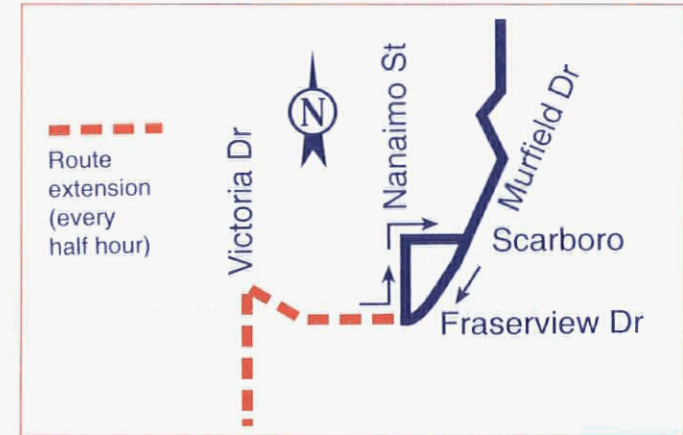 Route
extension
(every
half hour)
Victoria Dr
N
Nanaimo St
Murfield Dr
Scarboro
Fraserview Dr